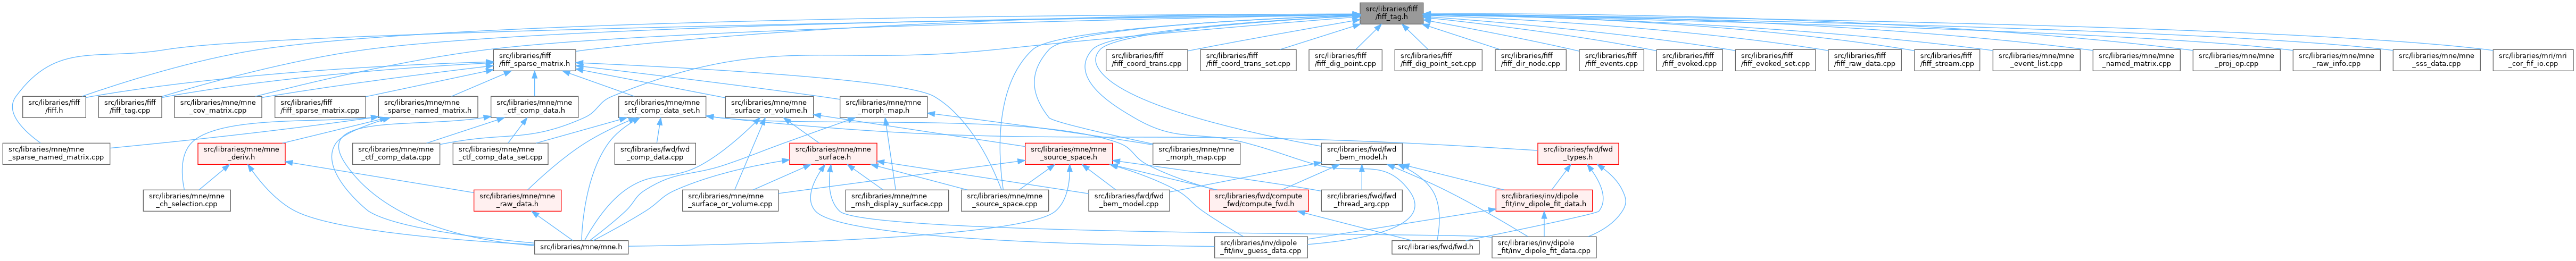 src/libraries/fiff
/fiff_tag.h
src/libraries/fiff
/fiff_sparse_matrix.h
src/libraries/fiff
/fiff_coord_trans.cpp
src/libraries/fiff
/fiff_coord_trans_set.cpp
src/libraries/fiff
/fiff_dig_point.cpp
src/libraries/fiff
/fiff_dig_point_set.cpp
src/libraries/fiff
/fiff_dir_node.cpp
src/libraries/fiff
/fiff_events.cpp
src/libraries/fiff
/fiff_evoked.cpp
src/libraries/fiff
/fiff_evoked_set.cpp
src/libraries/fiff
/fiff_raw_data.cpp
src/libraries/fiff
/fiff_stream.cpp
src/libraries/mne/mne
_event_list.cpp
src/libraries/mne/mne
_named_matrix.cpp
src/libraries/mne/mne
_proj_op.cpp
src/libraries/mne/mne
_raw_info.cpp
src/libraries/mne/mne
_sss_data.cpp
src/libraries/mri/mri
_cor_fif_io.cpp
src/libraries/fiff
/fiff.h
src/libraries/fiff
/fiff_tag.cpp
src/libraries/mne/mne
_cov_matrix.cpp
src/libraries/fiff
/fiff_sparse_matrix.cpp
src/libraries/mne/mne
_sparse_named_matrix.h
src/libraries/mne/mne
_ctf_comp_data.h
src/libraries/mne/mne
_ctf_comp_data_set.h
src/libraries/mne/mne
_surface_or_volume.h
src/libraries/mne/mne
_morph_map.h
src/libraries/mne/mne
_sparse_named_matrix.cpp
src/libraries/mne/mne
_deriv.h
src/libraries/mne/mne
_ctf_comp_data.cpp
src/libraries/mne/mne
_ctf_comp_data_set.cpp
src/libraries/fwd/fwd
_comp_data.cpp
src/libraries/mne/mne
_surface.h
src/libraries/mne/mne
_source_space.h
src/libraries/mne/mne
_morph_map.cpp
src/libraries/fwd/fwd
_bem_model.h
src/libraries/fwd/fwd
_types.h
src/libraries/mne/mne
_ch_selection.cpp
src/libraries/mne/mne
_raw_data.h
src/libraries/mne/mne
_surface_or_volume.cpp
src/libraries/mne/mne
_msh_display_surface.cpp
src/libraries/mne/mne
_source_space.cpp
src/libraries/fwd/fwd
_bem_model.cpp
src/libraries/fwd/compute
_fwd/compute_fwd.h
src/libraries/fwd/fwd
_thread_arg.cpp
src/libraries/inv/dipole
_fit/inv_dipole_fit_data.h
src/libraries/mne/mne.h
src/libraries/inv/dipole
_fit/inv_guess_data.cpp
src/libraries/fwd/fwd.h
src/libraries/inv/dipole
_fit/inv_dipole_fit_data.cpp